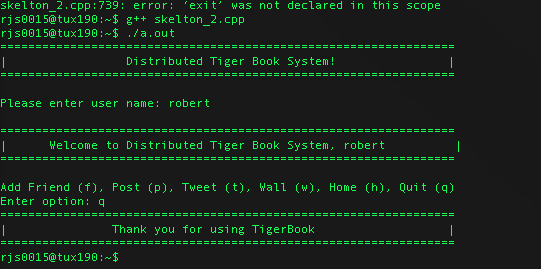 skelton_2.cpp:739: error: ‘exit’ was not declared in this scope
rjs0015@tux190:~$ g++ skelton_2.cpp
rjs0015@tux190:~$ ./a.out
=================================================================
|                 Distributed Tiger Book System!                |
=================================================================

Please enter user name: robert

=================================================================
|      Welcome to Distributed Tiger Book System, robert          |
=================================================================

Add Friend (f), Post (p), Tweet (t), Wall (w), Home (h), Quit (q)
Enter option: q
=================================================================
|               Thank you for using TigerBook                   |
=================================================================
rjs0015@tux190:~$